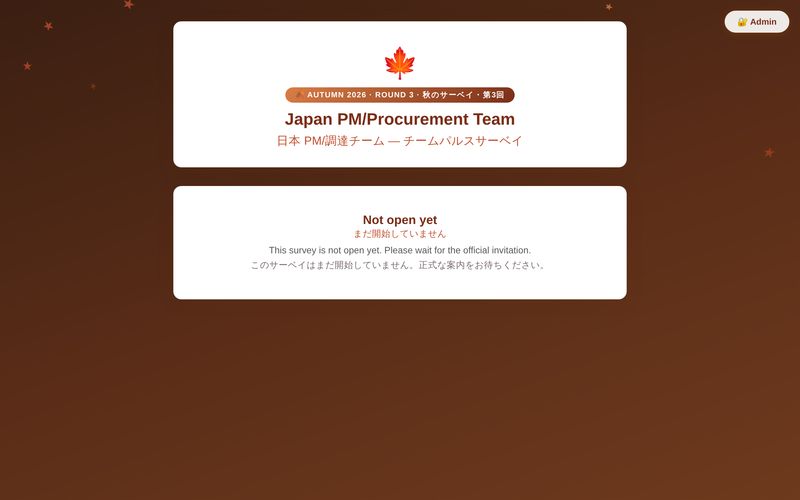 🔐 Admin
🍂 AUTUMN 2026 · ROUND 3 · 秋のサーベイ・第3回
Japan PM/Procurement Team
日本 PM/調達チーム — チームパルスサーベイ
Not open yet
まだ開始していません
This survey is not open yet. Please wait for the official invitation.
このサーベイはまだ開始していません。正式な案内をお待ちください。